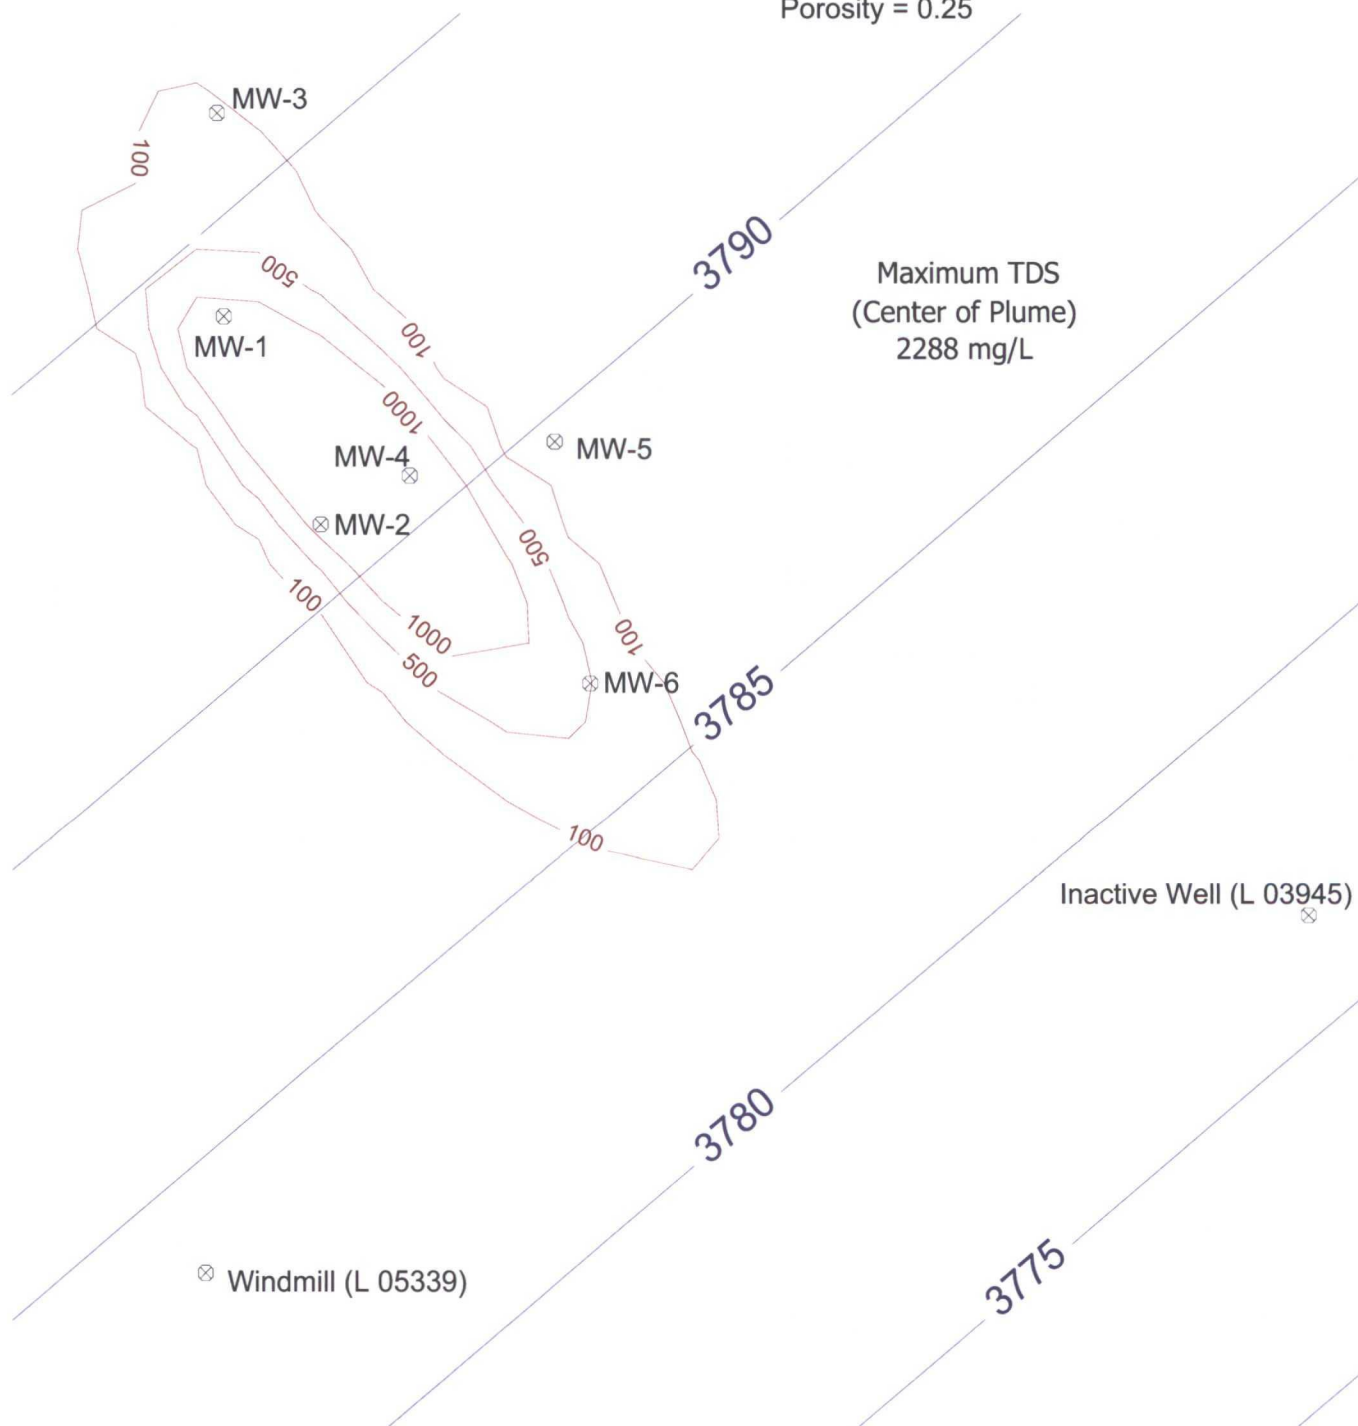 Porosity = 0.25
MW-3
100
3790
500
Maximum TDS
(Center of Plume)
2288 mg/L
MW-1
100
1000
MW-4
MW-5
MW-2
500
100
1000
100
500
MW-6
3785
100
Inactive Well (L 03945)
3780
3775
Windmill (L 05339)